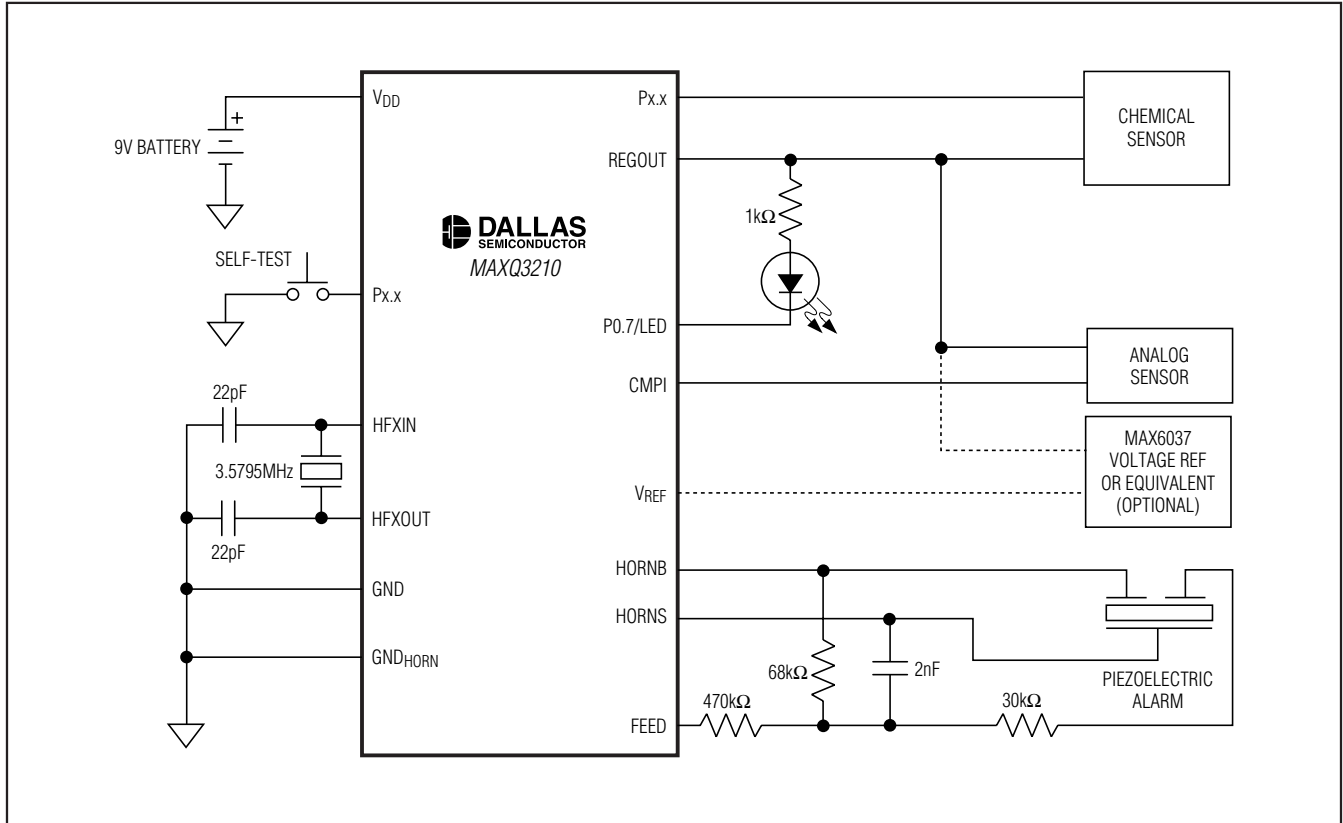 VDD
Px.x
CHEMICAL
SENSOR
+
9V BATTERY
REGOUT
1kΩ
DALLAS
SEMICONDUCTOR
MAXQ3210
SELF-TEST
Px.x
P0.7/LED
ANALOG
SENSOR
CMPI
22pF
HFXIN
3.5795MHz
MAX6037
VOLTAGE REF
OR EQUIVALENT
(OPTIONAL)
VREF
HFXOUT
22pF
HORNB
GND
HORNS
GNDHORN
68kΩ
2nF
PIEZOELECTRIC
ALARM
470kΩ
30kΩ
FEED